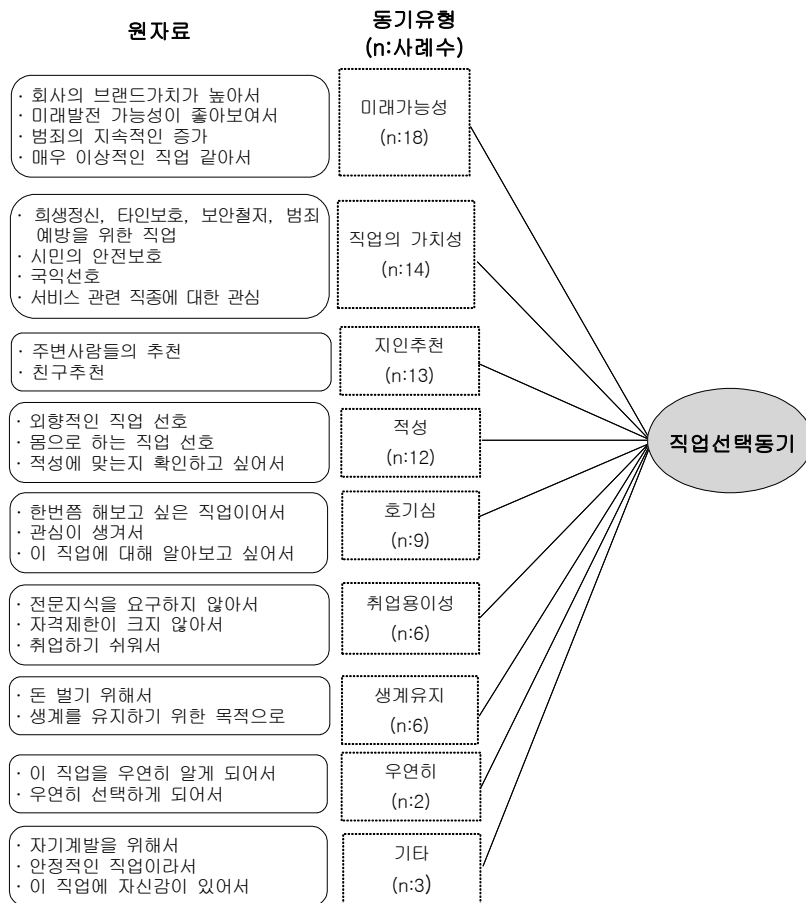 원자료
동기유형
(n:사례수)
· 회사의 브랜드가치가 높아서
· 미래발전 가능성이 좋아보여서
· 범죄의 지속적인 증가
· 매우 이상적인 직업 같아서
미래가능성
(n:18)
· 희생정신, 타인보호, 보안철저, 범죄
예방을 위한 직업
· 시민의 안전보호
· 국익선호
· 서비스 관련 직종에 대한 관심
직업의 가치성
(n:14)
· 주변사람들의 추천
· 친구추천
지인추천
(n:13)
· 외향적인 직업 선호
· 몸으로 하는 직업 선호
· 적성에 맞는지 확인하고 싶어서
적성
(n:12)
직업선택동기
· 한번쯤 해보고 싶은 직업이어서
· 관심이 생겨서
· 이 직업에 대해 알아보고 싶어서
호기심
(n:9)
· 전문지식을 요구하지 않아서
· 자격제한이 크지 않아서
· 취업하기 쉬워서
취업용이성
(n:6)
· 돈 벌기 위해서
· 생계를 유지하기 위한 목적으로
생계유지
(n:6)
· 이 직업을 우연히 알게 되어서
· 우연히 선택하게 되어서
우연히
(n:2)
· 자기계발을 위해서
· 안정적인 직업이라서
· 이 직업에 자신감이 있어서
기타
(n:3)